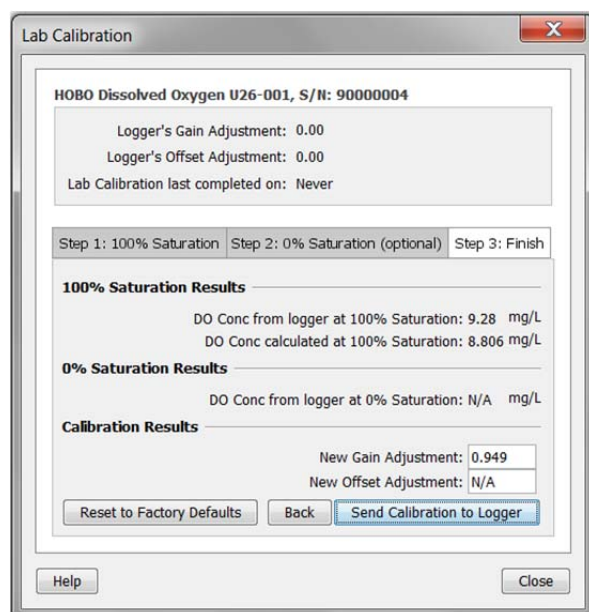 Lab Calibration
HOBO Dissolved Oxygen U26-001, S/N: 90000004
Logger's Gain Adjustment: 0.00
Logger's Offset Adjustment: 0.00
Lab Calibration last completed on: Never
Step 1: 100% Saturation Step 2: 0% Saturation (optional) Step 3: Finish
100% Saturation Results
DO Conc from logger at 100% Saturation: 9.28 mg/L
DO Conc calculated at 100% Saturation: 8.806 mg/L
0% Saturation Results
DO Conc from logger at 0% Saturation: N/A mg/L
Calibration Results
New Gain Adjustment: 0.949
New Offset Adjustment: N/A
Reset to Factory Defaults Back Send Calibration to Logger
Help Close